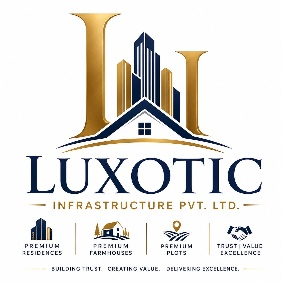 LUXOTIC
INFRASTRUCTURE PVT. LTD.
PREMIUM
RESIDENCES
PREMIUM
FARMHOUSES
PREMIUM
PLOTS
TRUST | VALUE
EXCELLENCE
BUILDING TRUST. CREATING VALUE. DELIVERING EXCELLENCE.